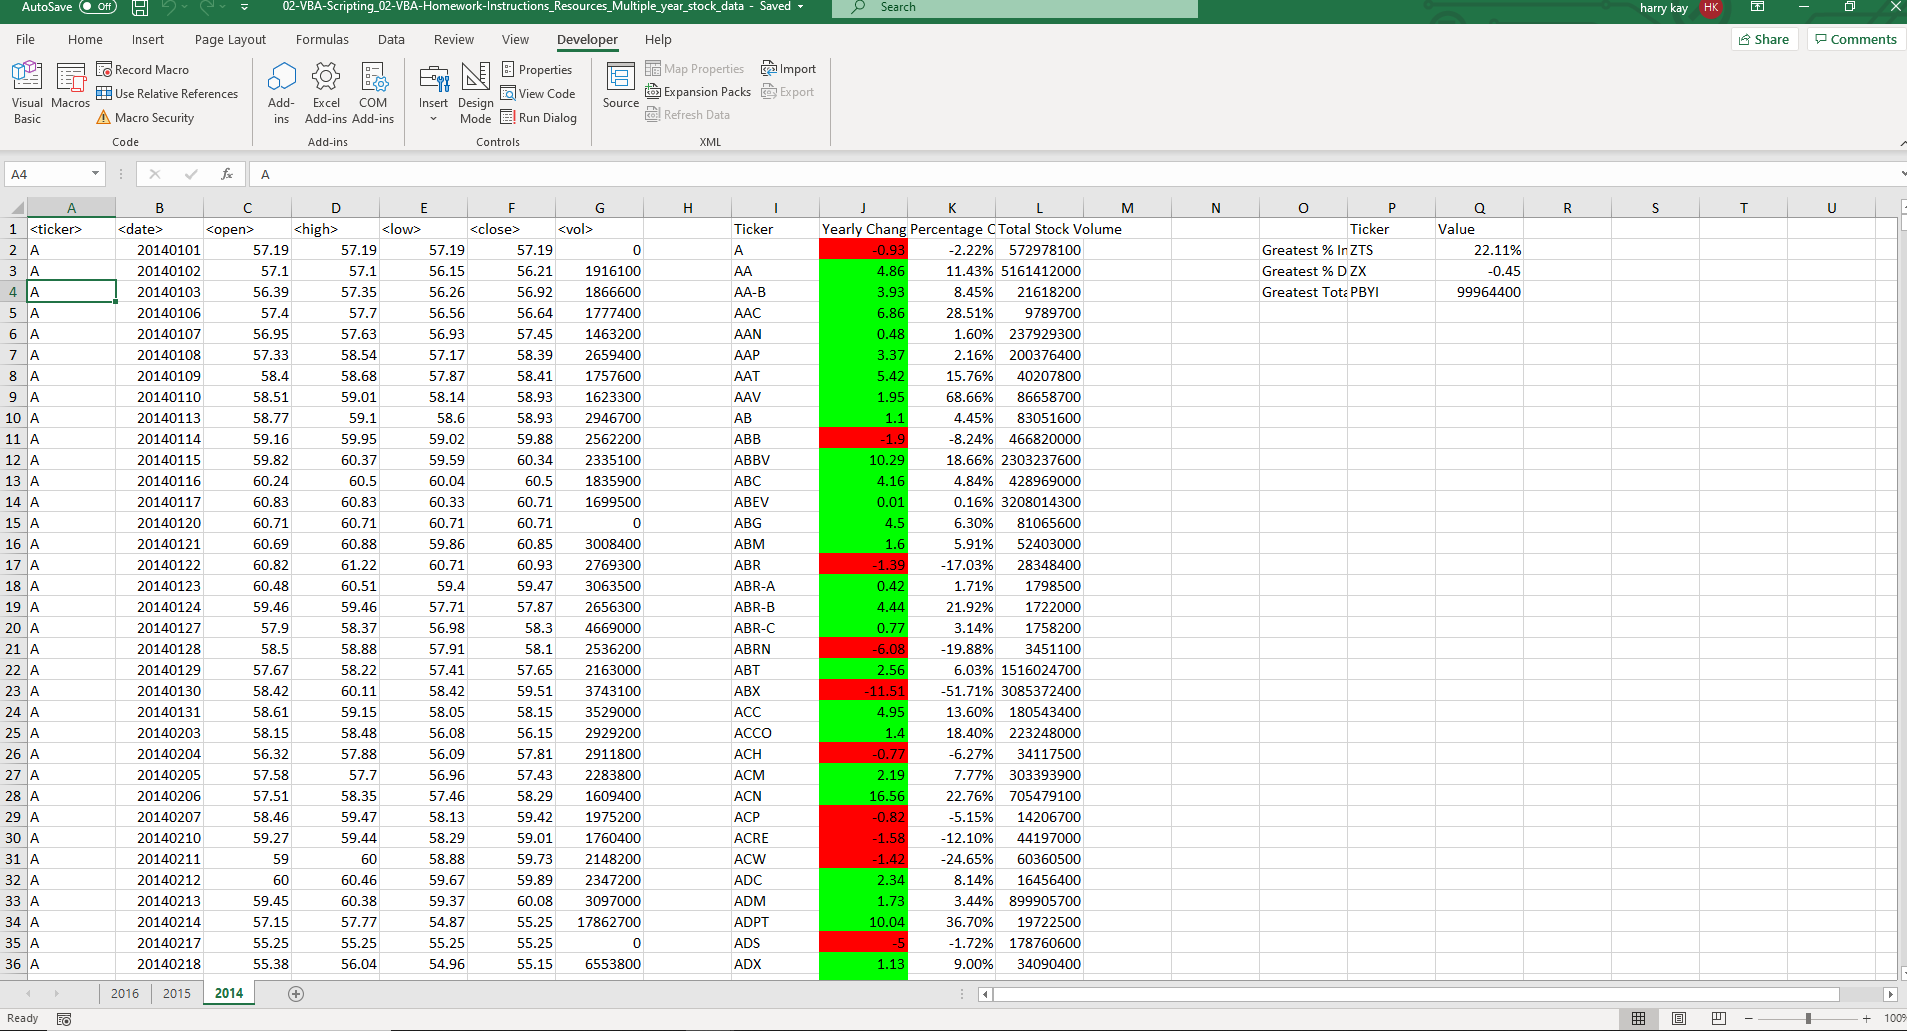 AutoSave Off 02-VBA-Scripting_02-VBA-Homework-Instructions_Resources_Multiple_year_stock_data - Saved Search harry kay HK
File Home Insert Page Layout Formulas Data Review View Developer Help Share Comments
Visual Basic Macros Record Macro Use Relative References Macro Security Code
Add-ins Excel Add-ins COM Add-ins Add-ins
Insert Design Mode Properties View Code Run Dialog Controls
Source Map Properties Expansion Packs Refresh Data Import Export XML
A4 fx A
A B C D E F G H I J K L M N O P Q R S T U
1 <ticker> <date> <open> <high> <low> <close> <vol> Ticker Yearly Chang Percentage C Total Stock Volume Ticker Value
2 A 20140101 57.19 57.19 57.19 57.19 0 A -0.93 -2.22% 572978100 Greatest % In ZTS 22.11%
3 A 20140102 57.1 57.1 56.15 56.21 1916100 AA 4.86 11.43% 5161412000 Greatest % D ZX -0.45
4 A 20140103 56.39 57.35 56.26 56.92 1866600 AA-B 3.93 8.45% 21618200 Greatest Tota PBYI 99964400
5 A 20140106 57.4 57.7 56.56 56.64 1777400 AAC 6.86 28.51% 9789700
6 A 20140107 56.95 57.63 56.93 57.45 1463200 AAN 0.48 1.60% 237929300
7 A 20140108 57.33 58.54 57.17 58.39 2659400 AAP 3.37 2.16% 200376400
8 A 20140109 58.4 58.68 57.87 58.41 1757600 AAT 5.42 15.76% 40207800
9 A 20140110 58.51 59.01 58.14 58.93 1623300 AAV 1.95 68.66% 86658700
10 A 20140113 58.77 59.1 58.6 58.93 2946700 AB 1.1 4.45% 83051600
11 A 20140114 59.16 59.95 59.02 59.88 2562200 ABB -1.9 -8.24% 466820000
12 A 20140115 59.82 60.37 59.59 60.34 2335100 ABBV 10.29 18.66% 2303237600
13 A 20140116 60.24 60.5 60.04 60.5 1835900 ABC 4.16 4.84% 428969000
14 A 20140117 60.83 60.83 60.33 60.71 1699500 ABEV 0.01 0.16% 3208014300
15 A 20140120 60.71 60.71 60.71 60.71 0 ABG 4.5 6.30% 81065600
16 A 20140121 60.69 60.88 59.86 60.85 3008400 ABM 1.6 5.91% 52403000
17 A 20140122 60.82 61.22 60.71 60.93 2769300 ABR -1.39 -17.03% 28348400
18 A 20140123 60.48 60.51 59.4 59.47 3063500 ABR-A 0.42 1.71% 1798500
19 A 20140124 59.46 59.46 57.71 57.87 2656300 ABR-B 4.44 21.92% 1722000
20 A 20140127 57.9 58.37 56.98 58.3 4669000 ABR-C 0.77 3.14% 1758200
21 A 20140128 58.5 58.88 57.91 58.1 2536200 ABRN -6.08 -19.88% 3451100
22 A 20140129 57.67 58.22 57.41 57.65 2163000 ABT 2.56 6.03% 1516024700
23 A 20140130 58.42 60.11 58.42 59.51 3743100 ABX -11.51 -51.71% 3085372400
24 A 20140131 58.61 59.15 58.05 58.15 3529000 ACC 4.95 13.60% 180543400
25 A 20140203 58.15 58.48 56.08 56.15 2929200 ACCO 1.4 18.40% 223248000
26 A 20140204 56.32 57.88 56.09 57.81 2911800 ACH -0.77 -6.27% 34117500
27 A 20140205 57.58 57.7 56.96 57.43 2283800 ACM 2.19 7.77% 303393900
28 A 20140206 57.51 58.35 57.46 58.29 1609400 ACN 16.56 22.76% 705479100
29 A 20140207 58.46 59.47 58.13 59.42 1975200 ACP -0.82 -5.15% 14206700
30 A 20140210 59.27 59.44 58.29 59.01 1760400 ACRE -1.58 -12.10% 44197000
31 A 20140211 59 60 58.88 59.73 2148200 ACW -1.42 -24.65% 60360500
32 A 20140212 60 60.46 59.67 59.89 2347200 ADC 2.34 8.14% 16456400
33 A 20140213 59.45 60.38 59.37 60.08 3097000 ADM 1.73 3.44% 899905700
34 A 20140214 57.15 57.77 54.87 55.25 17862700 ADPT 10.04 36.70% 19722500
35 A 20140217 55.25 55.25 55.25 55.25 0 ADS -5 -1.72% 178760600
36 A 20140218 55.38 56.04 54.96 55.15 6553800 ADX 1.13 9.00% 34090400
2016 2015 2014
Ready 100%